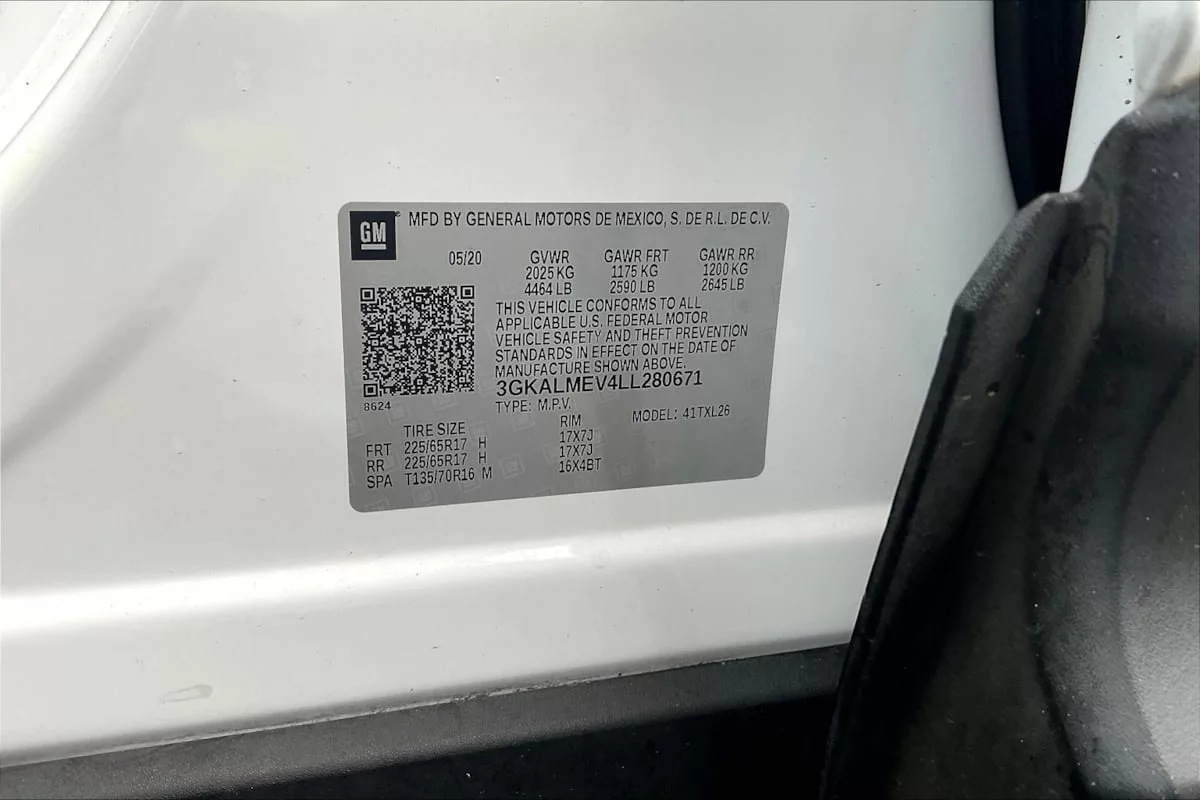 GM
MFD BY GENERAL MOTORS DE MEXICO, S. DE R.L. DE C.V.
05/20 GVWR GAWR FRT GAWR RR
2025 KG 1175 KG 1200 KG
4464 LB 2590 LB 2645 LB
THIS VEHICLE CONFORMS TO ALL
APPLICABLE U.S. FEDERAL MOTOR
VEHICLE SAFETY AND THEFT PREVENTION
STANDARDS IN EFFECT ON THE DATE OF
MANUFACTURE SHOWN ABOVE.
3GKALMEV4LL280671
8624
TYPE: M.P.V. MODEL: 41TXL26
TIRE SIZE RIM
FRT 225/65R17 H 17X7J
RR 225/65R17 H 17X7J
SPA T135/70R16 M 16X4BT